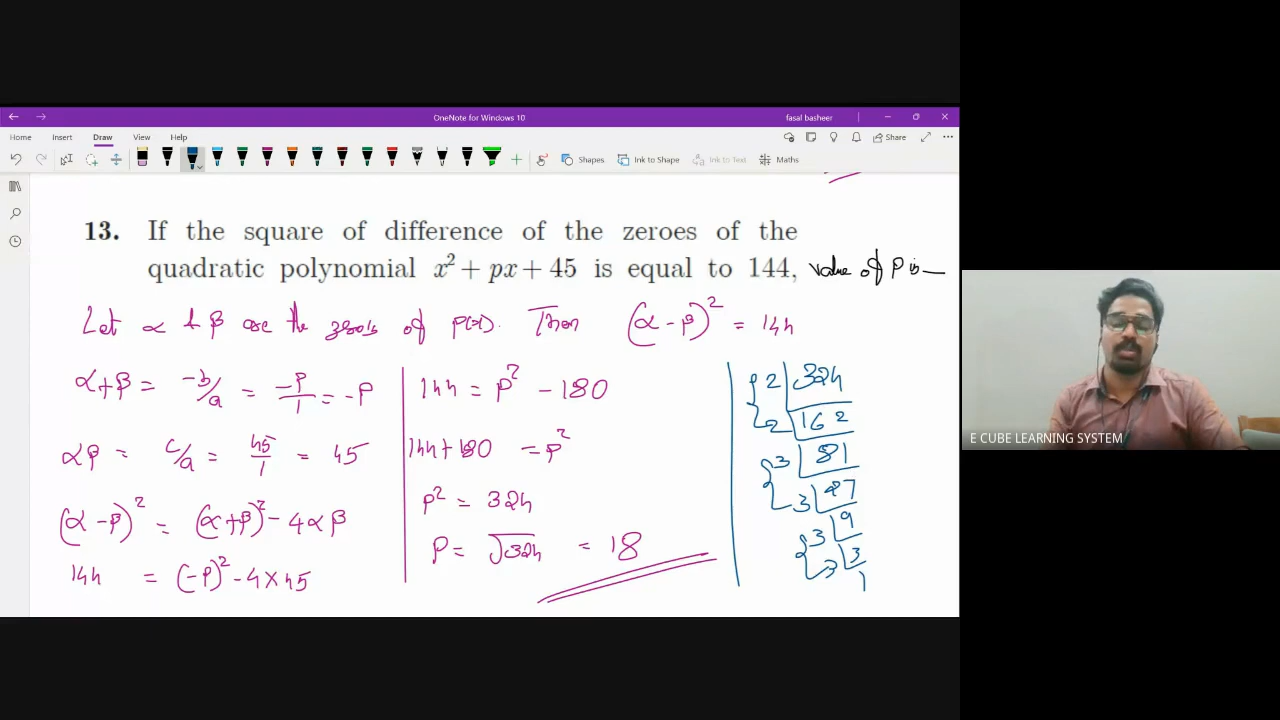 OneNote for Windows 10
fasal basheer
Home Insert Draw View Help
Share
Shapes Ink to Shape Ink to Text Maths
13. If the square of difference of the zeroes of the
quadratic polynomial x² + px + 45 is equal to 144, value of P is —
Let α & β are the zeros of P(x). Then (α - β)² = 144
α+β = -b/a = -P/1 = -P
αβ = c/a = 45/1 = 45
(α - β)² = (α+β)² - 4αβ
144 = (-P)² - 4×45
144 = P² - 180
144+180 = P²
P² = 324
P = √324 = 18
2 324
2 162
3 81
3 27
3 9
3 3
1
E CUBE LEARNING SYSTEM